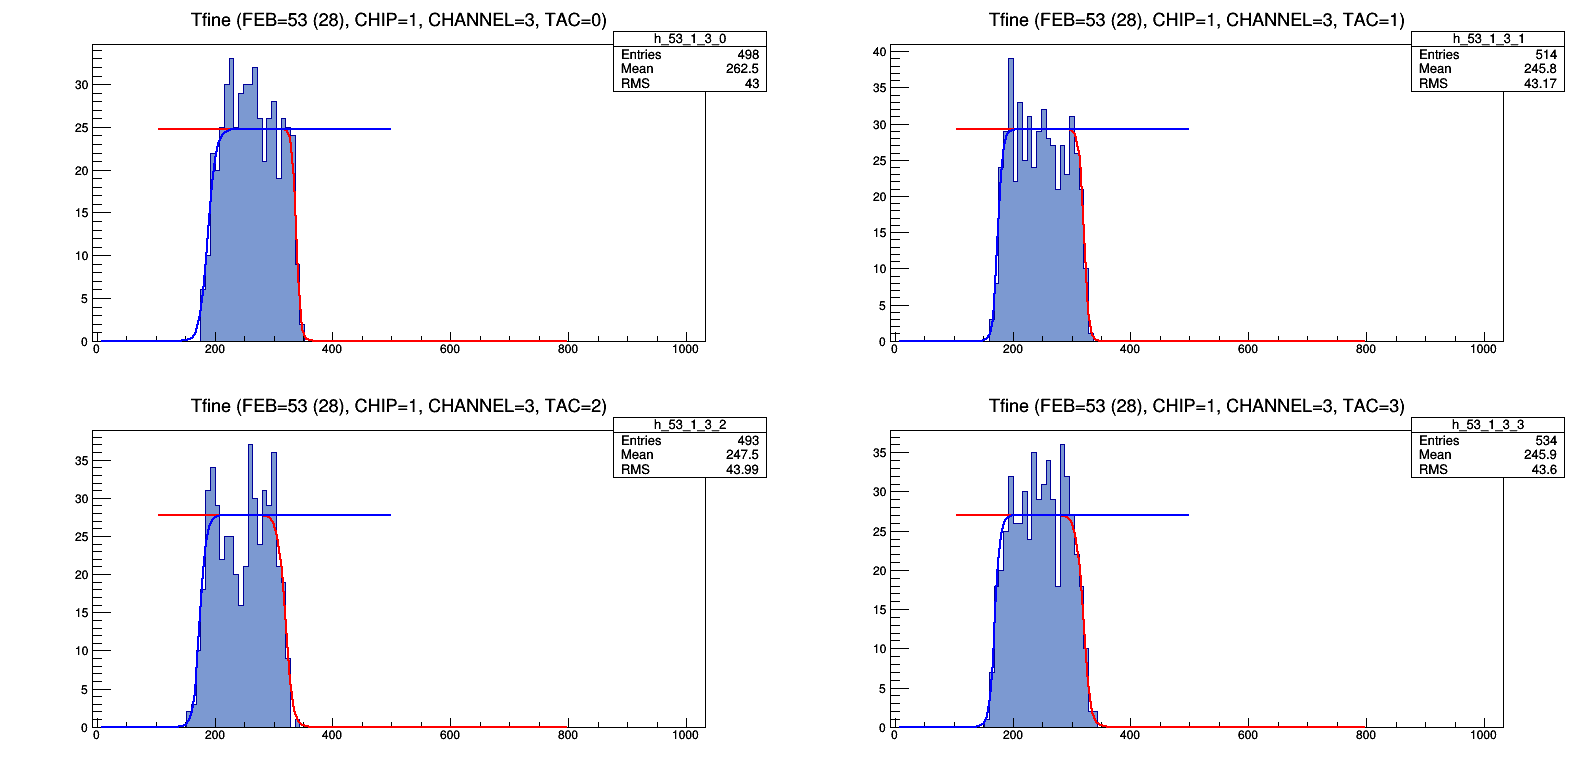 Tfine (FEB=53 (28), CHIP=1, CHANNEL=3, TAC=0)
h_53_1_3_0
Entries 498
Mean 262.5
RMS 43
30
25
20
15
10
5
0
0 200 400 600 800 1000
Tfine (FEB=53 (28), CHIP=1, CHANNEL=3, TAC=1)
h_53_1_3_1
Entries 514
Mean 245.8
RMS 43.17
40
35
30
25
20
15
10
5
0
0 200 400 600 800 1000
Tfine (FEB=53 (28), CHIP=1, CHANNEL=3, TAC=2)
h_53_1_3_2
Entries 493
Mean 247.5
RMS 43.99
35
30
25
20
15
10
5
0
0 200 400 600 800 1000
Tfine (FEB=53 (28), CHIP=1, CHANNEL=3, TAC=3)
h_53_1_3_3
Entries 534
Mean 245.9
RMS 43.6
35
30
25
20
15
10
5
0
0 200 400 600 800 1000